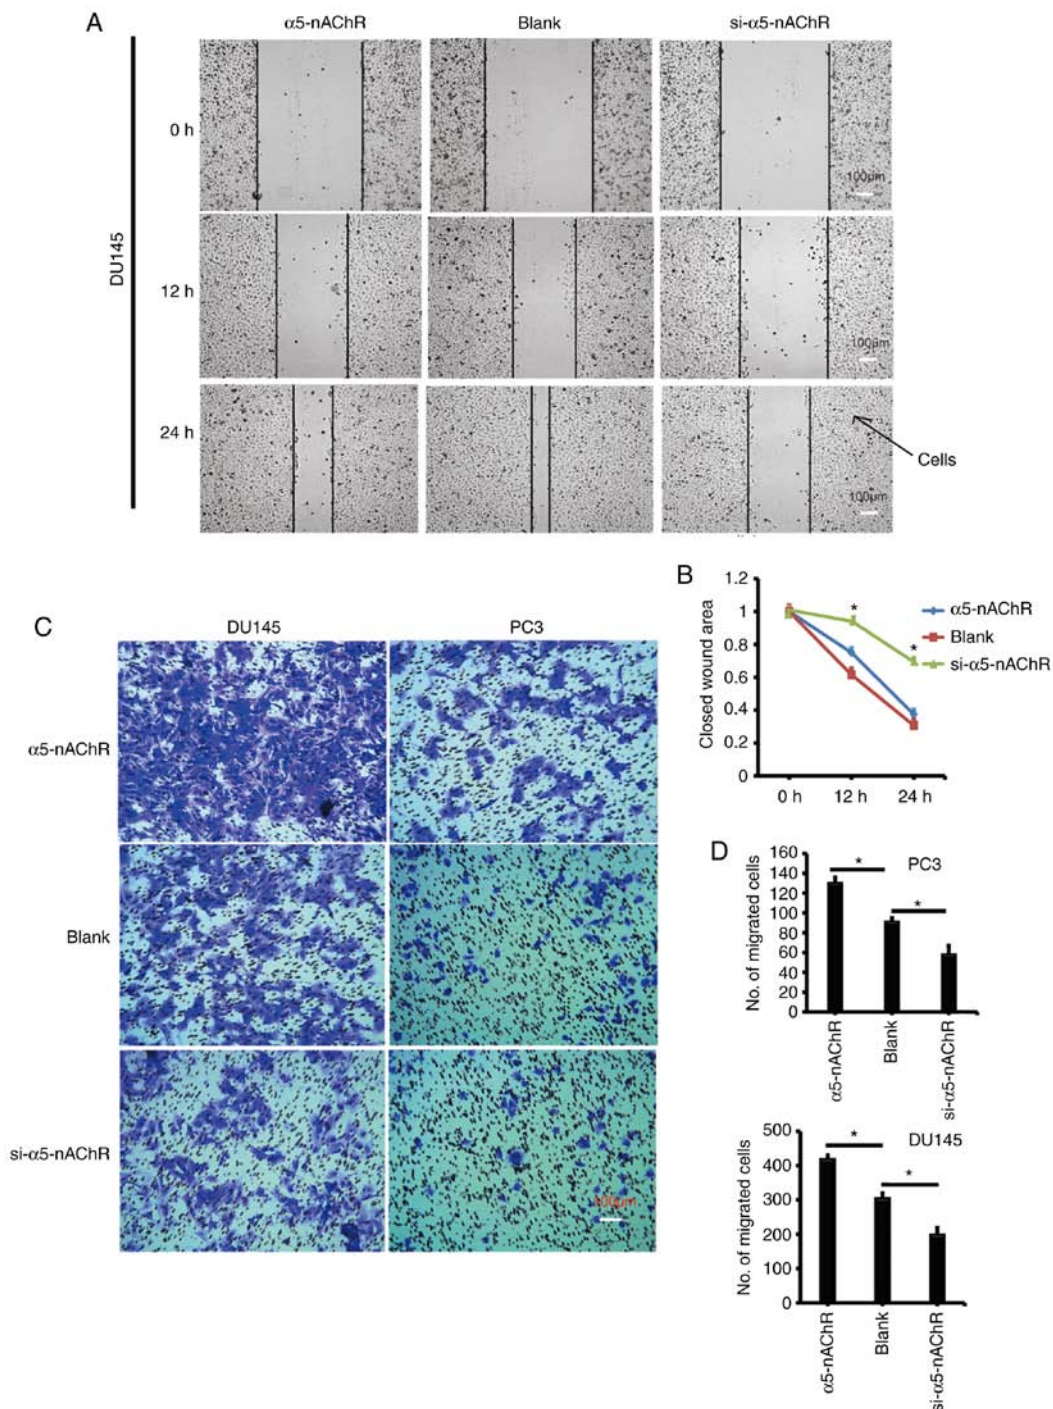 A
α5-nAChR
Blank
si-α5-nAChR
DU145
0 h
100µm
12 h
100µm
24 h
Cells
100µm
B
Closed wound area
1.2
1
0.8
0.6
0.4
0.2
0
0 h
12 h
24 h
*
*
α5-nAChR
Blank
si-α5-nAChR
C
DU145
PC3
α5-nAChR
Blank
si-α5-nAChR
100µm
D
PC3
No. of migrated cells
160
140
120
100
80
60
40
20
0
*
*
α5-nAChR
Blank
si-α5-nAChR
DU145
No. of migrated cells
500
400
300
200
100
0
*
*
α5-nAChR
Blank
si-α5-nAChR